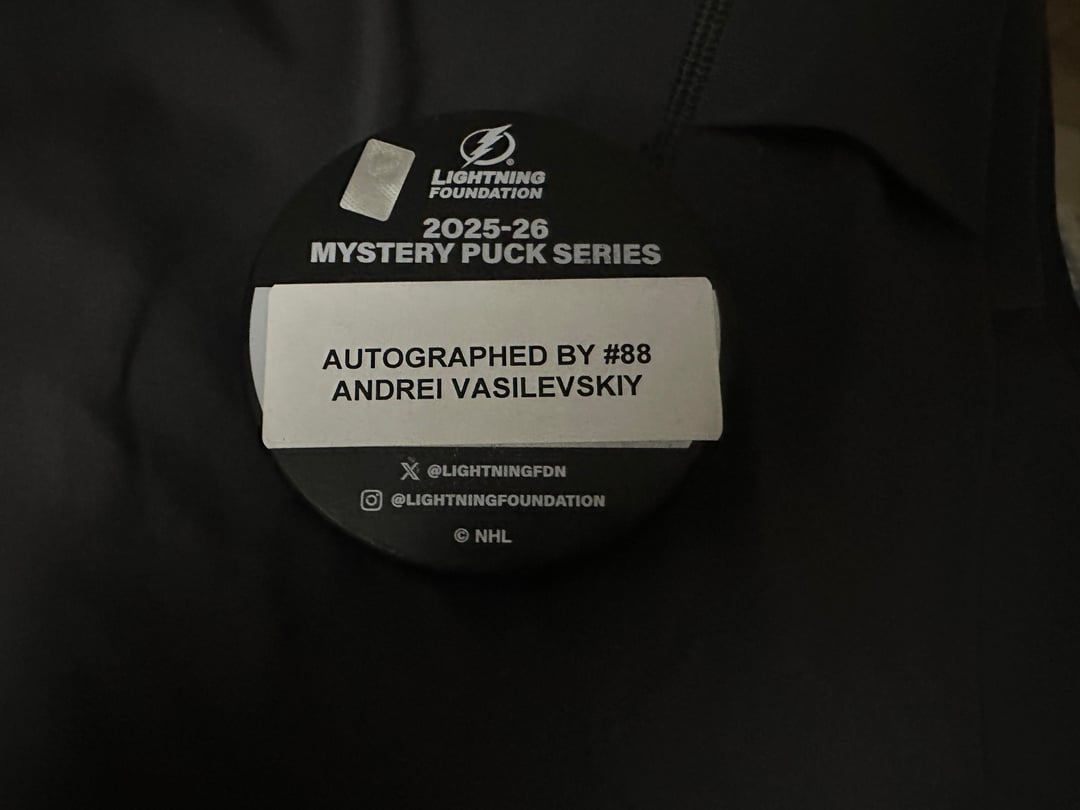 LIGHTNING
FOUNDATION
2025-26
MYSTERY PUCK SERIES
AUTOGRAPHED BY #88
ANDREI VASILEVSKIY
@LIGHTNINGFDN
@LIGHTNINGFOUNDATION
© NHL